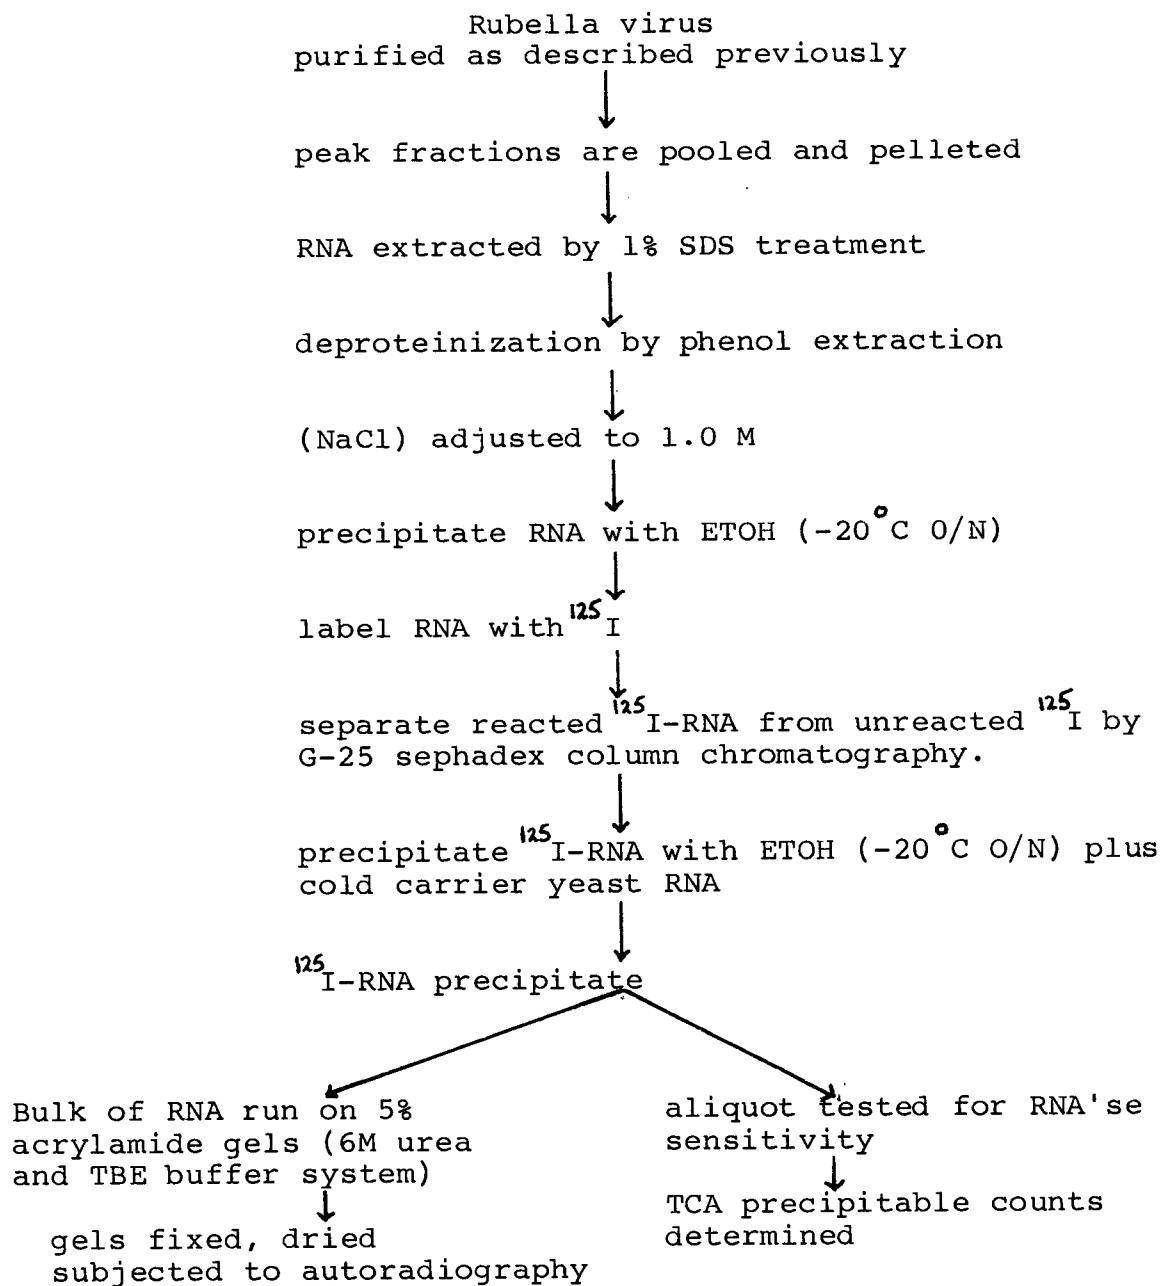 Rubella virus
purified as described previously
peak fractions are pooled and pelleted
RNA extracted by 1% SDS treatment
deproteinization by phenol extraction
(NaCl) adjusted to 1.0 M
precipitate RNA with ETOH (-20°C O/N)
label RNA with ¹²⁵I
separate reacted ¹²⁵I-RNA from unreacted ¹²⁵I by
G-25 sephadex column chromatography.
precipitate ¹²⁵I-RNA with ETOH (-20°C O/N) plus
cold carrier yeast RNA
¹²⁵I-RNA precipitate
Bulk of RNA run on 5%
acrylamide gels (6M urea
and TBE buffer system)
gels fixed, dried
subjected to autoradiography
aliquot tested for RNA'se
sensitivity
TCA precipitable counts
determined